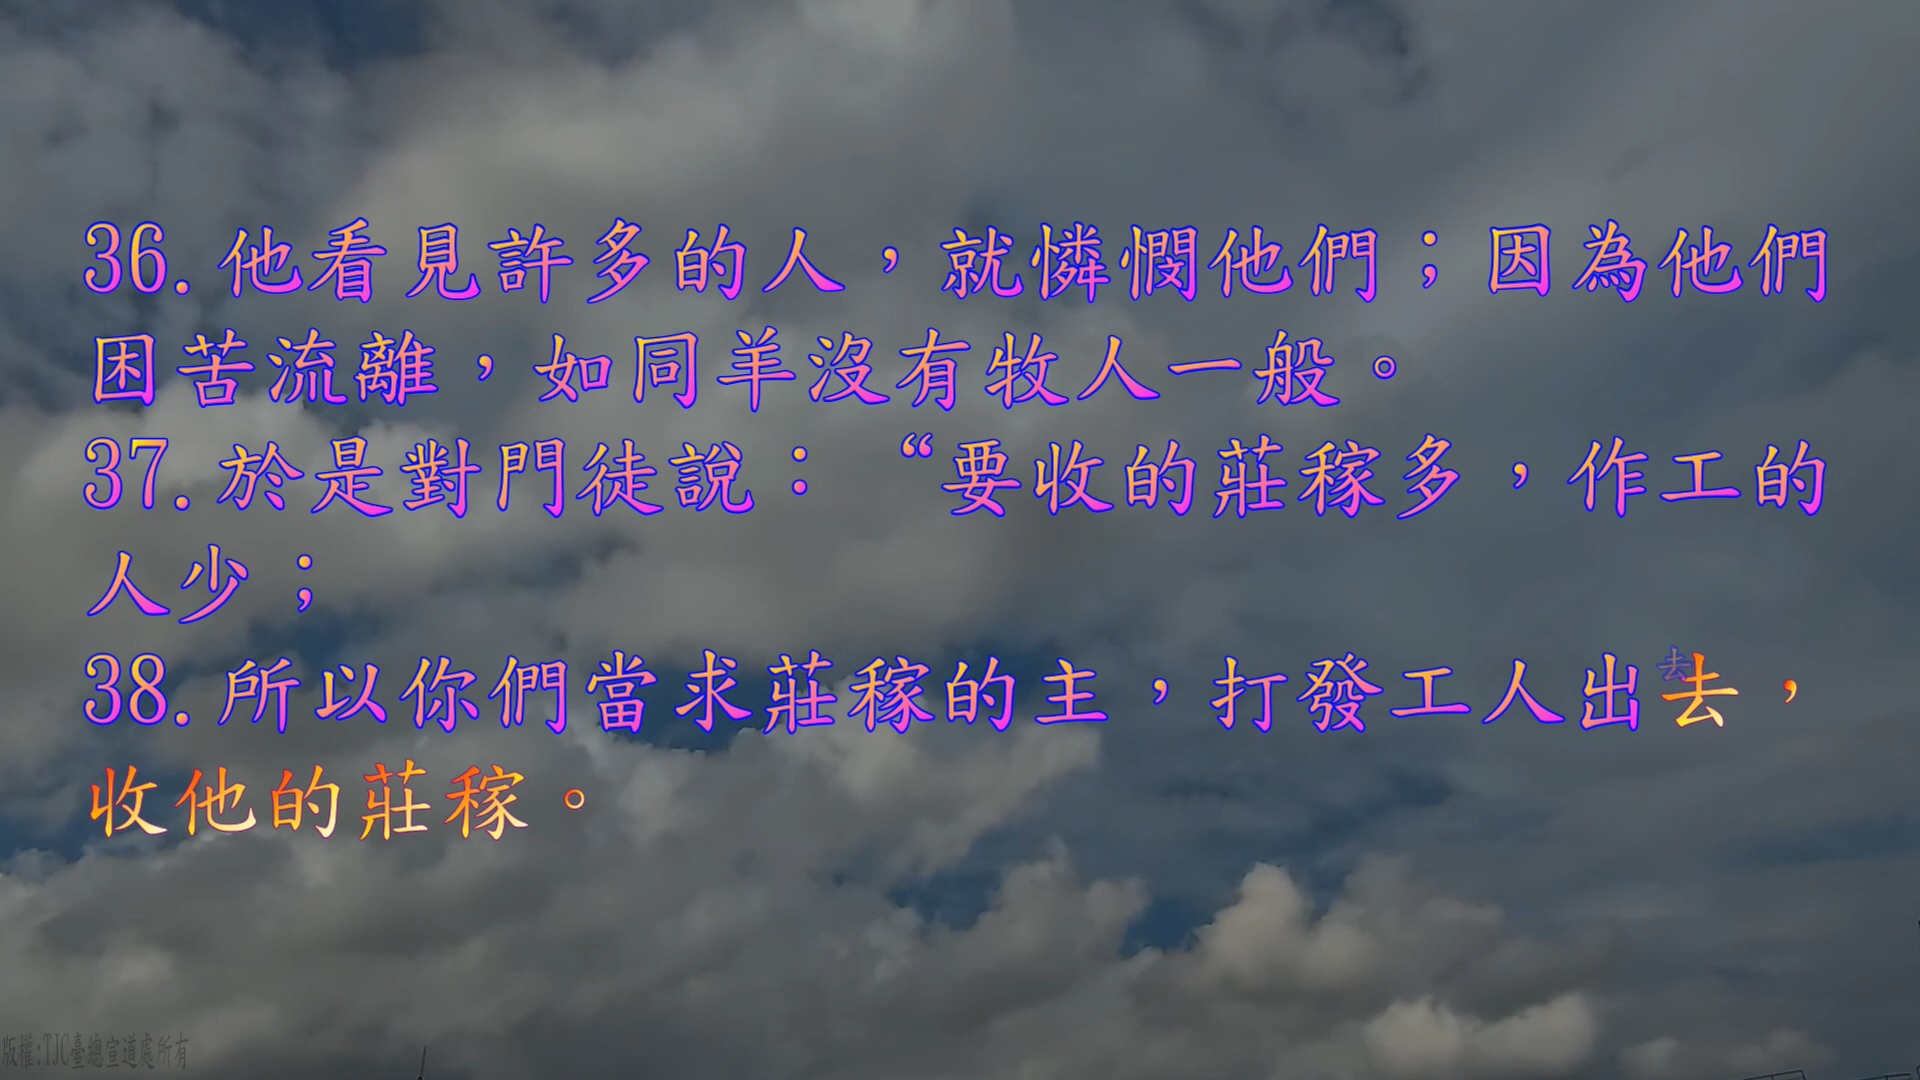 36.他看見許多的人，就憐憫他們；因為他們
困苦流離，如同羊沒有牧人一般。
37.於是對門徒說：“要收的莊稼多，作工的
人少；
38.所以你們當求莊稼的主，打發工人出去，
收他的莊稼。
版權:TJC臺總宣道處所有